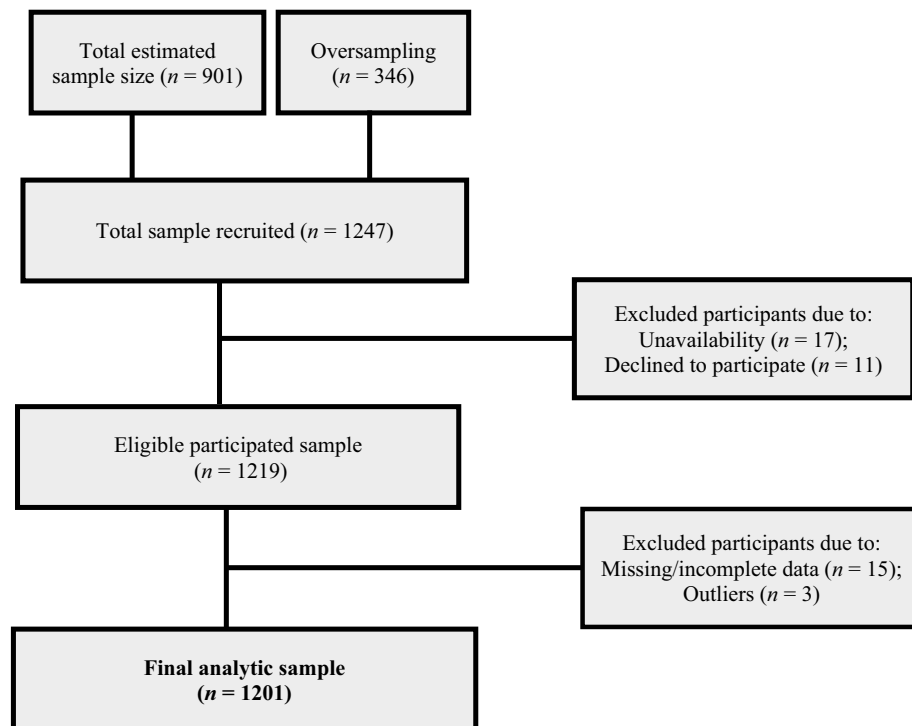 Total estimated
sample size (n = 901)
Oversampling
(n = 346)
Total sample recruited (n = 1247)
Excluded participants due to:
Unavailability (n = 17);
Declined to participate (n = 11)
Eligible participated sample
(n = 1219)
Excluded participants due to:
Missing/incomplete data (n = 15);
Outliers (n = 3)
Final analytic sample
(n = 1201)